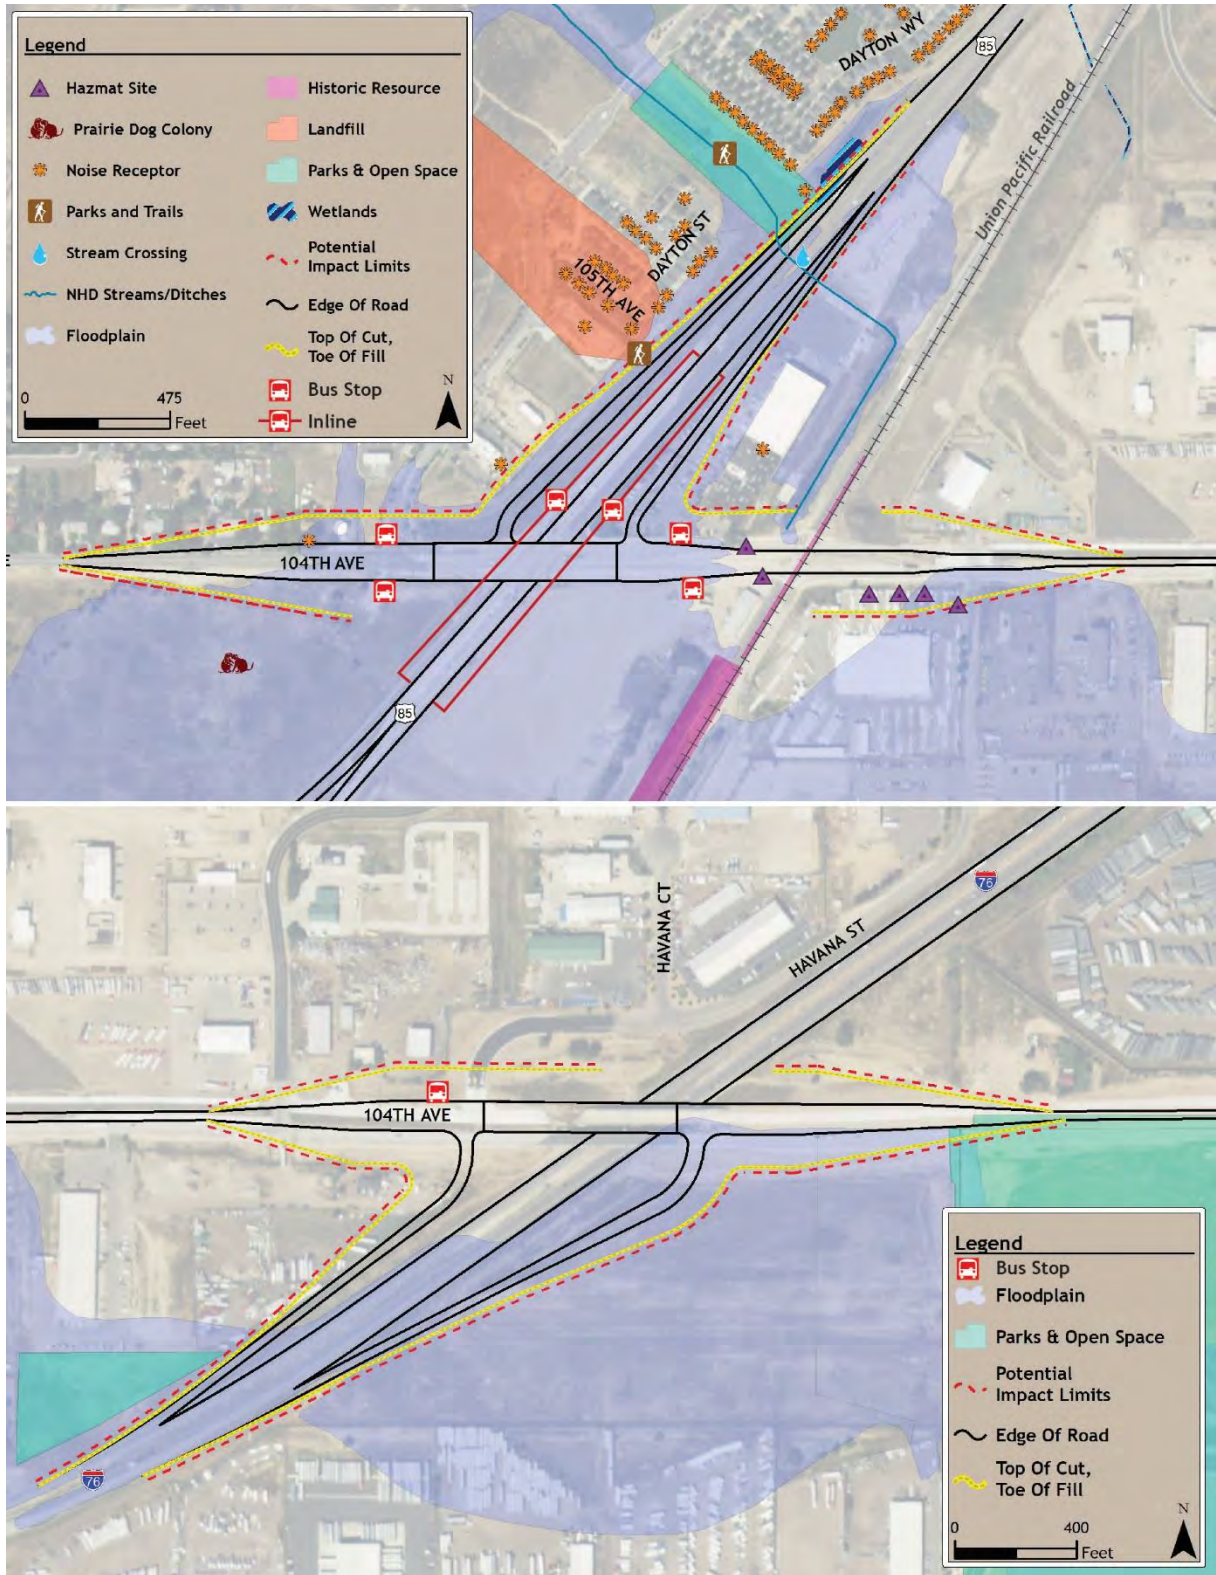 Legend
Hazmat Site
Prairie Dog Colony
Noise Receptor
Parks and Trails
Stream Crossing
NHD Streams/Ditches
Floodplain
0 475
Feet
Historic Resource
Landfill
Parks & Open Space
Wetlands
Potential
Impact Limits
Edge Of Road
Top Of Cut,
Toe Of Fill
Bus Stop
Inline
N
DAYTON WY
85
Union Pacific Railroad
DAYTON ST
105TH AVE
E
104TH AVE
85
HAVANA CT
HAVANA ST
76
104TH AVE
76
Legend
Bus Stop
Floodplain
Parks & Open Space
Potential
Impact Limits
Edge Of Road
Top Of Cut,
Toe Of Fill
0 400
Feet
N